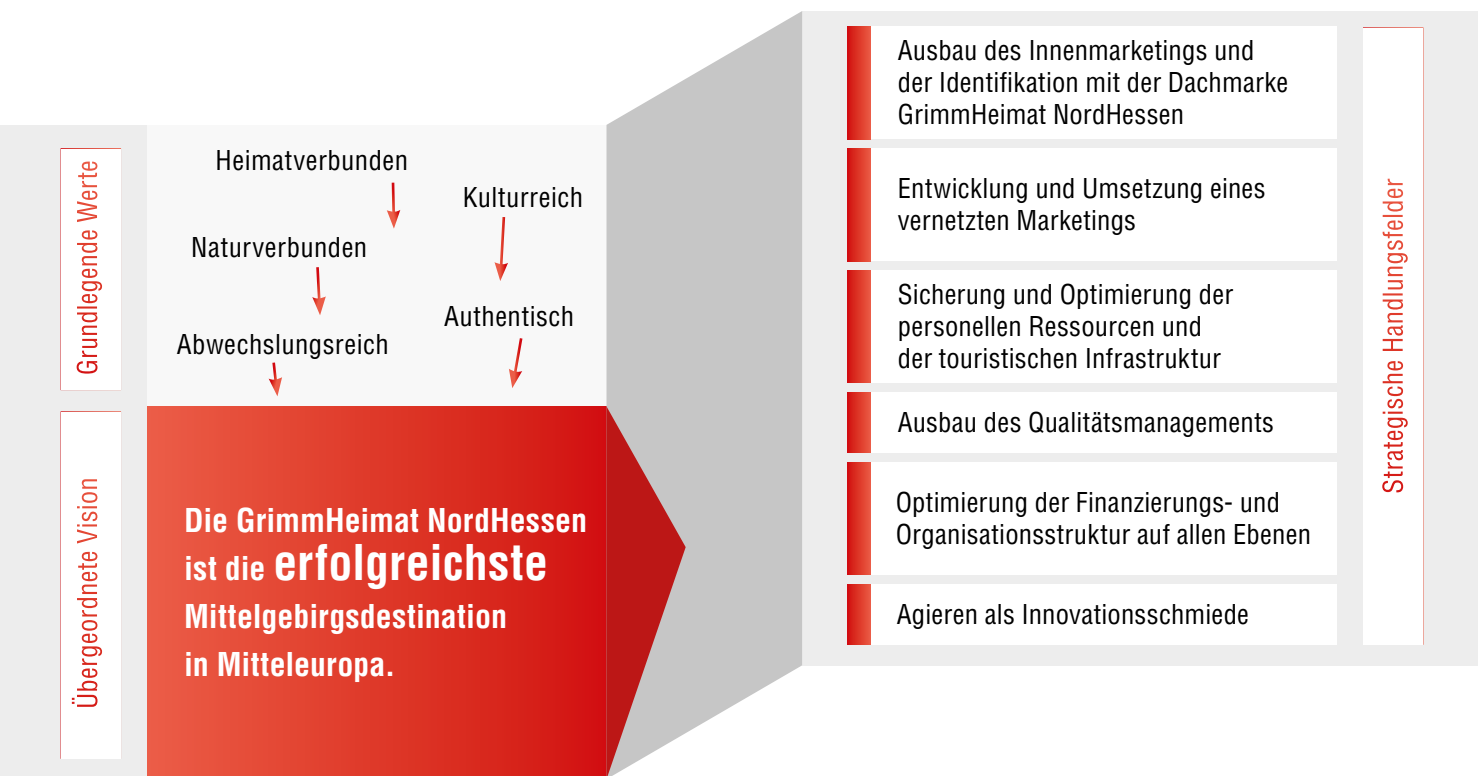 Grundlegende Werte
Heimatverbunden
Kulturreich
Naturverbunden
Authentisch
Abwechslungsreich
Übergeordnete Vision
Die GrimmHeimat NordHessen
ist die erfolgreichste
Mittelgebirgsdestination
in Mitteleuropa.
Ausbau des Innenmarketings und
der Identifikation mit der Dachmarke
GrimmHeimat NordHessen
Entwicklung und Umsetzung eines
vernetzten Marketings
Sicherung und Optimierung der
personellen Ressourcen und
der touristischen Infrastruktur
Ausbau des Qualitätsmanagements
Optimierung der Finanzierungs- und
Organisationsstruktur auf allen Ebenen
Agieren als Innovationsschmiede
Strategische Handlungsfelder